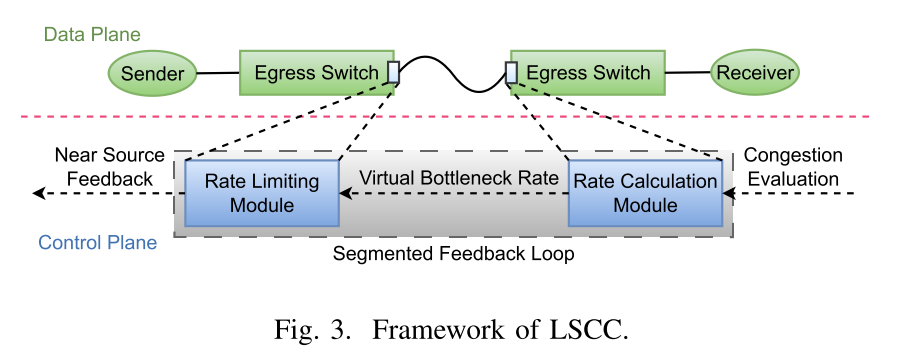 Data Plane
Sender
Egress Switch
Egress Switch
Receiver
Near Source
Feedback
Rate Limiting
Module
Virtual Bottleneck Rate
Rate Calculation
Module
Congestion
Evaluation
Control Plane
Segmented Feedback Loop
Fig. 3. Framework of LSCC.